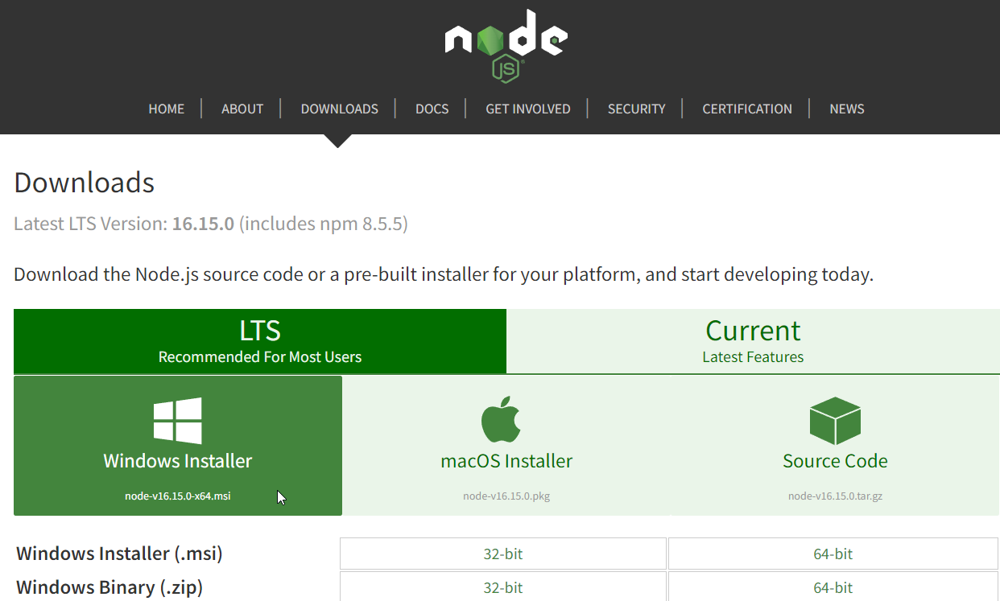 node
JS
HOME ABOUT DOWNLOADS DOCS GET INVOLVED SECURITY CERTIFICATION NEWS
Downloads
Latest LTS Version: 16.15.0 (includes npm 8.5.5)
Download the Node.js source code or a pre-built installer for your platform, and start developing today.
LTS
Recommended For Most Users
Current
Latest Features
Windows Installer
node-v16.15.0-x64.msi
macOS Installer
node-v16.15.0.pkg
Source Code
node-v16.15.0.tar.gz
Windows Installer (.msi) 32-bit 64-bit
Windows Binary (.zip) 32-bit 64-bit